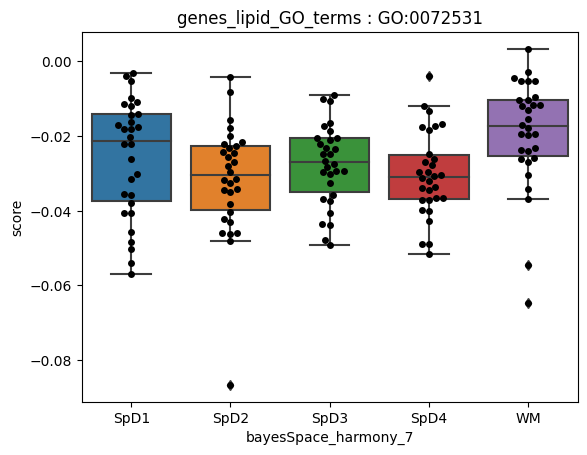 genes_lipid_GO_terms : GO:0072531
score
0.00
−0.02
−0.04
−0.06
−0.08
SpD1 SpD2 SpD3 SpD4 WM
bayesSpace_harmony_7